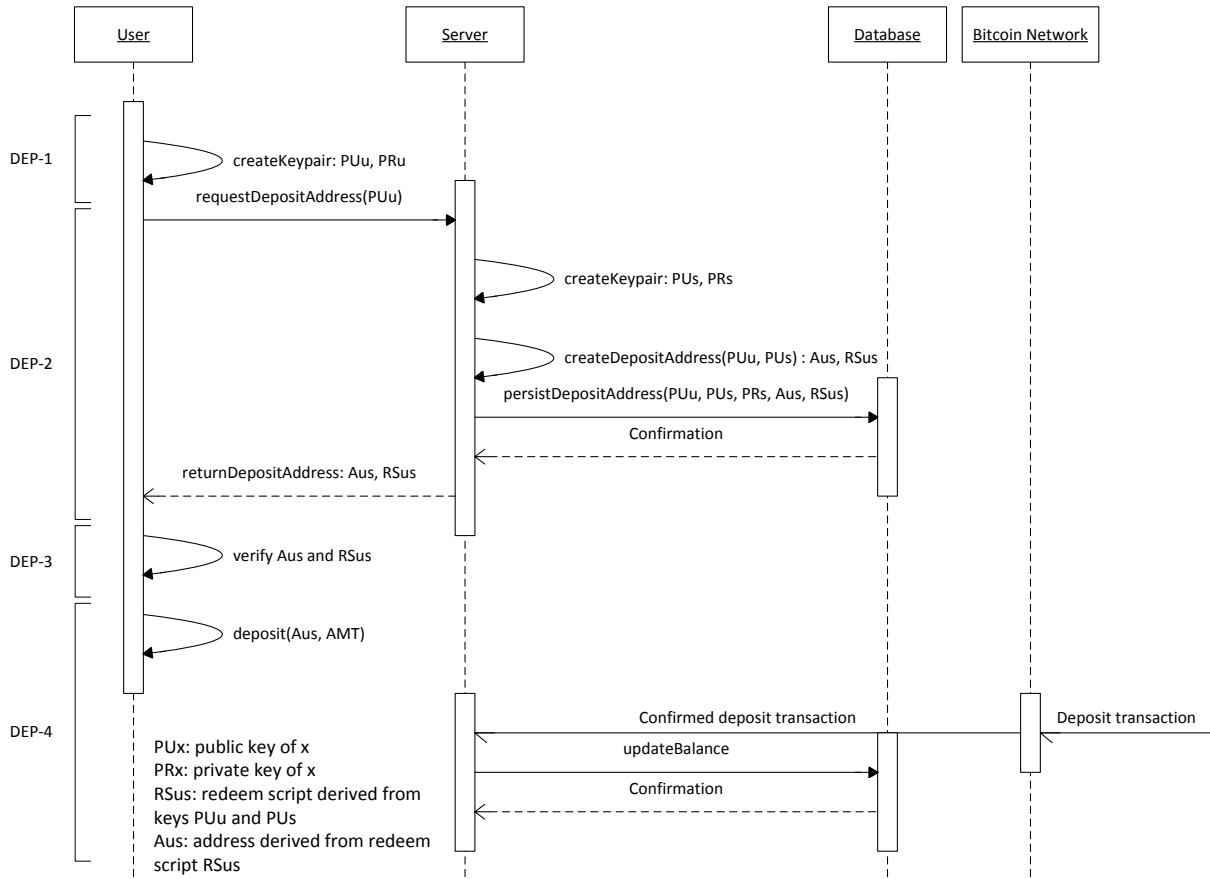 User
Server
Database
Bitcoin Network
DEP-1
createKeypair: PUu, PRu
requestDepositAddress(PUu)
createKeypair: PUs, PRs
DEP-2
createDepositAddress(PUu, PUs) : Aus, RSus
persistDepositAddress(PUu, PUs, PRs, Aus, RSus)
Confirmation
returnDepositAddress: Aus, RSus
DEP-3
verify Aus and RSus
deposit(Aus, AMT)
Confirmed deposit transaction
Deposit transaction
DEP-4
updateBalance
Confirmation
PUx: public key of x
PRx: private key of x
RSus: redeem script derived from
keys PUu and PUs
Aus: address derived from redeem
script RSus